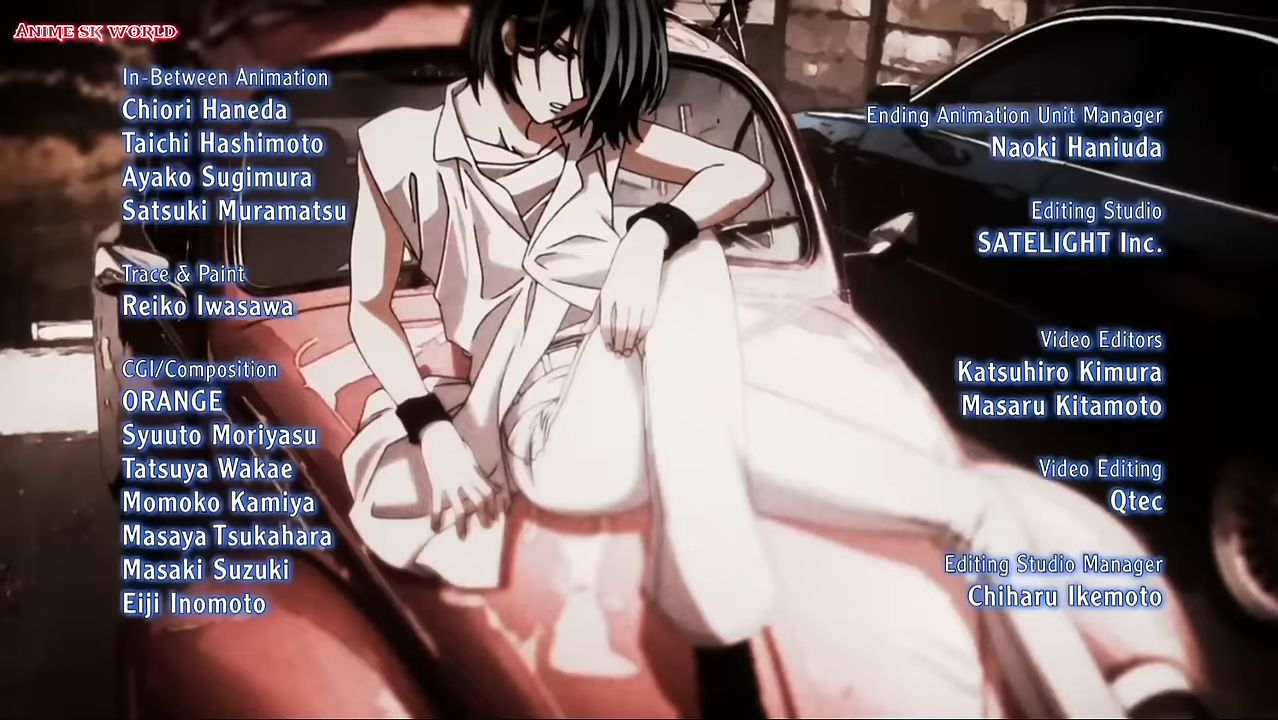 ANIME SK WORLD
In-Between Animation
Chiori Haneda
Taichi Hashimoto
Ayako Sugimura
Satsuki Muramatsu
Trace & Paint
Reiko Iwasawa
CGI/Composition
ORANGE
Syuuto Moriyasu
Tatsuya Wakae
Momoko Kamiya
Masaya Tsukahara
Masaki Suzuki
Eiji Inomoto
Ending Animation Unit Manager
Naoki Haniuda
Editing Studio
SATELIGHT Inc.
Video Editors
Katsuhiro Kimura
Masaru Kitamoto
Video Editing
Qtec
Editing Studio Manager
Chiharu Ikemoto